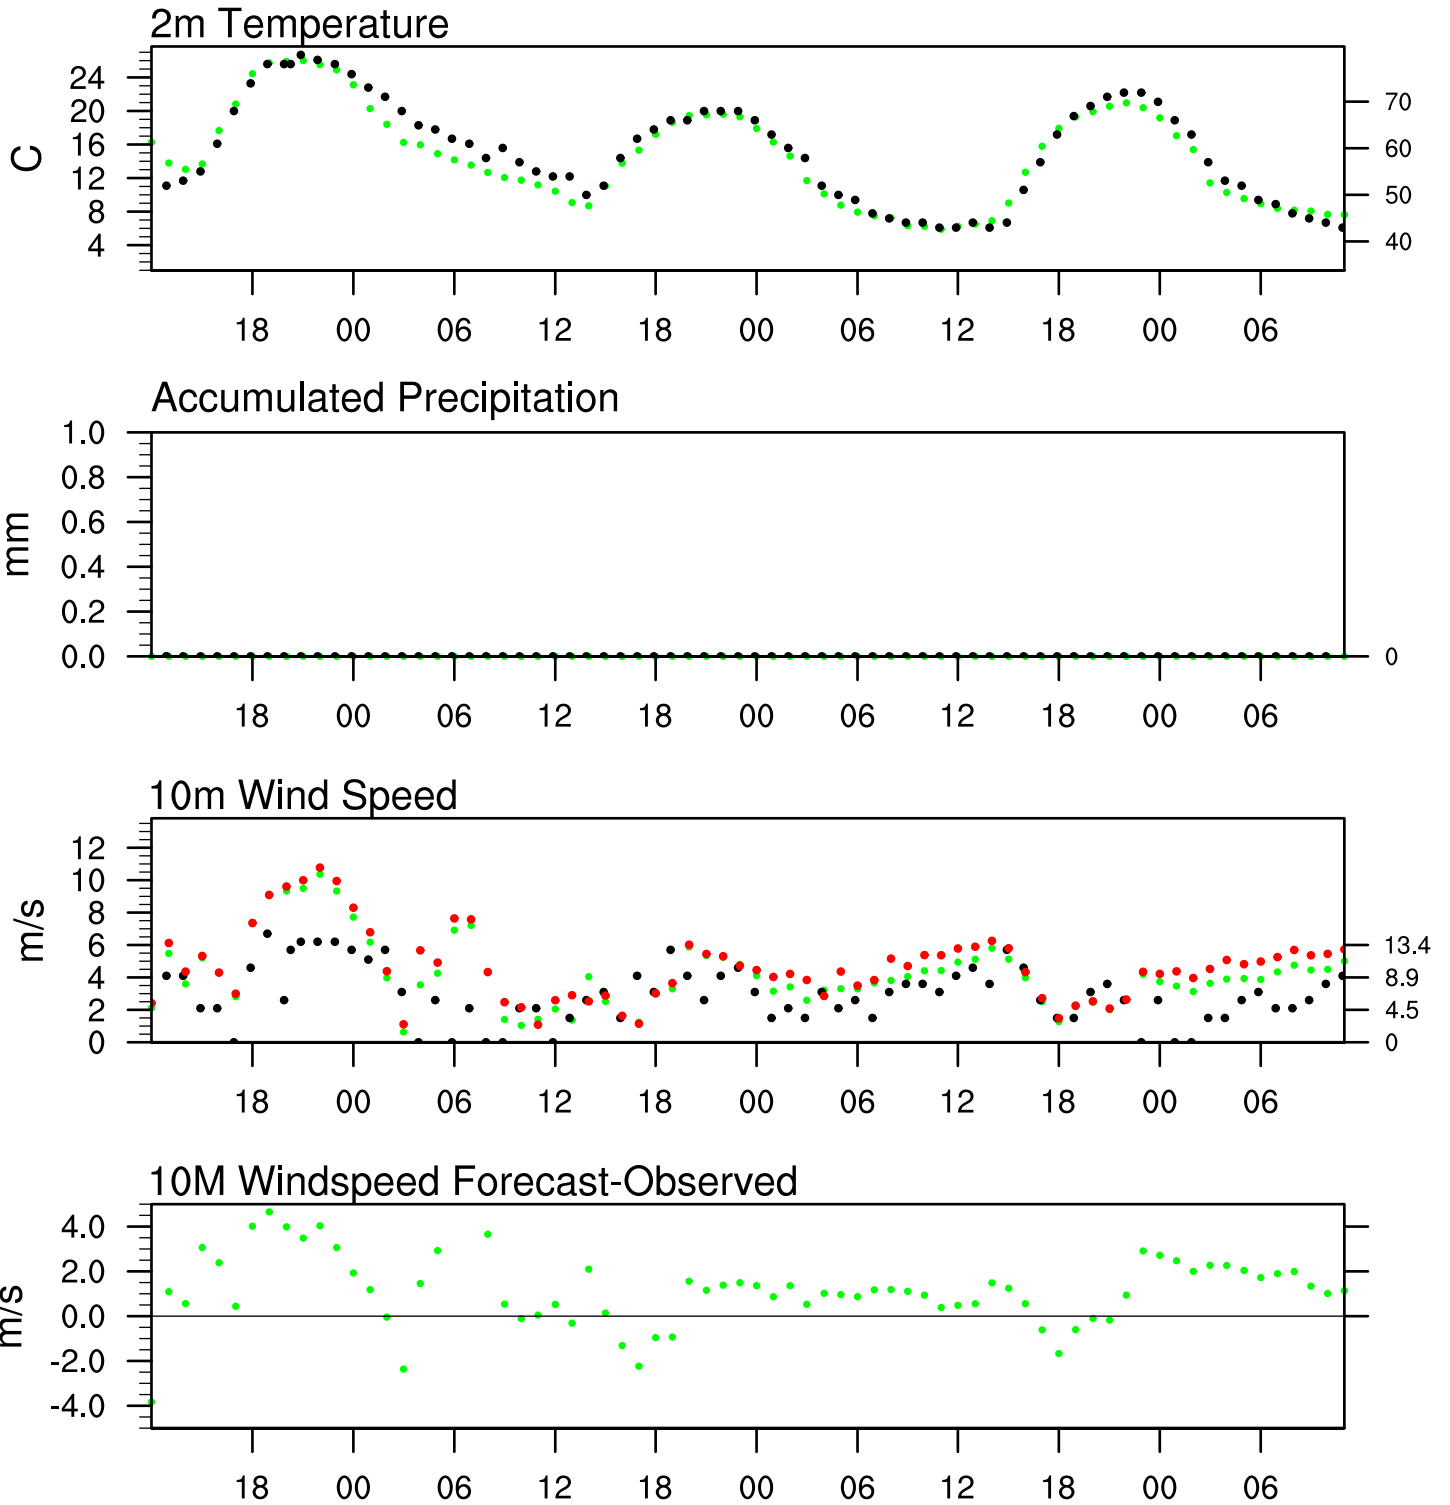 2m Temperature
24
20
16
12
8
4
C
70
60
50
40
18 00 06 12 18 00 06 12 18 00 06
Accumulated Precipitation
1.0
0.8
0.6
0.4
0.2
0.0
mm
0
18 00 06 12 18 00 06 12 18 00 06
10m Wind Speed
12
10
8
6
4
2
0
m/s
13.4
8.9
4.5
0
18 00 06 12 18 00 06 12 18 00 06
10M Windspeed Forecast-Observed
4.0
2.0
0.0
-2.0
-4.0
m/s
18 00 06 12 18 00 06 12 18 00 06